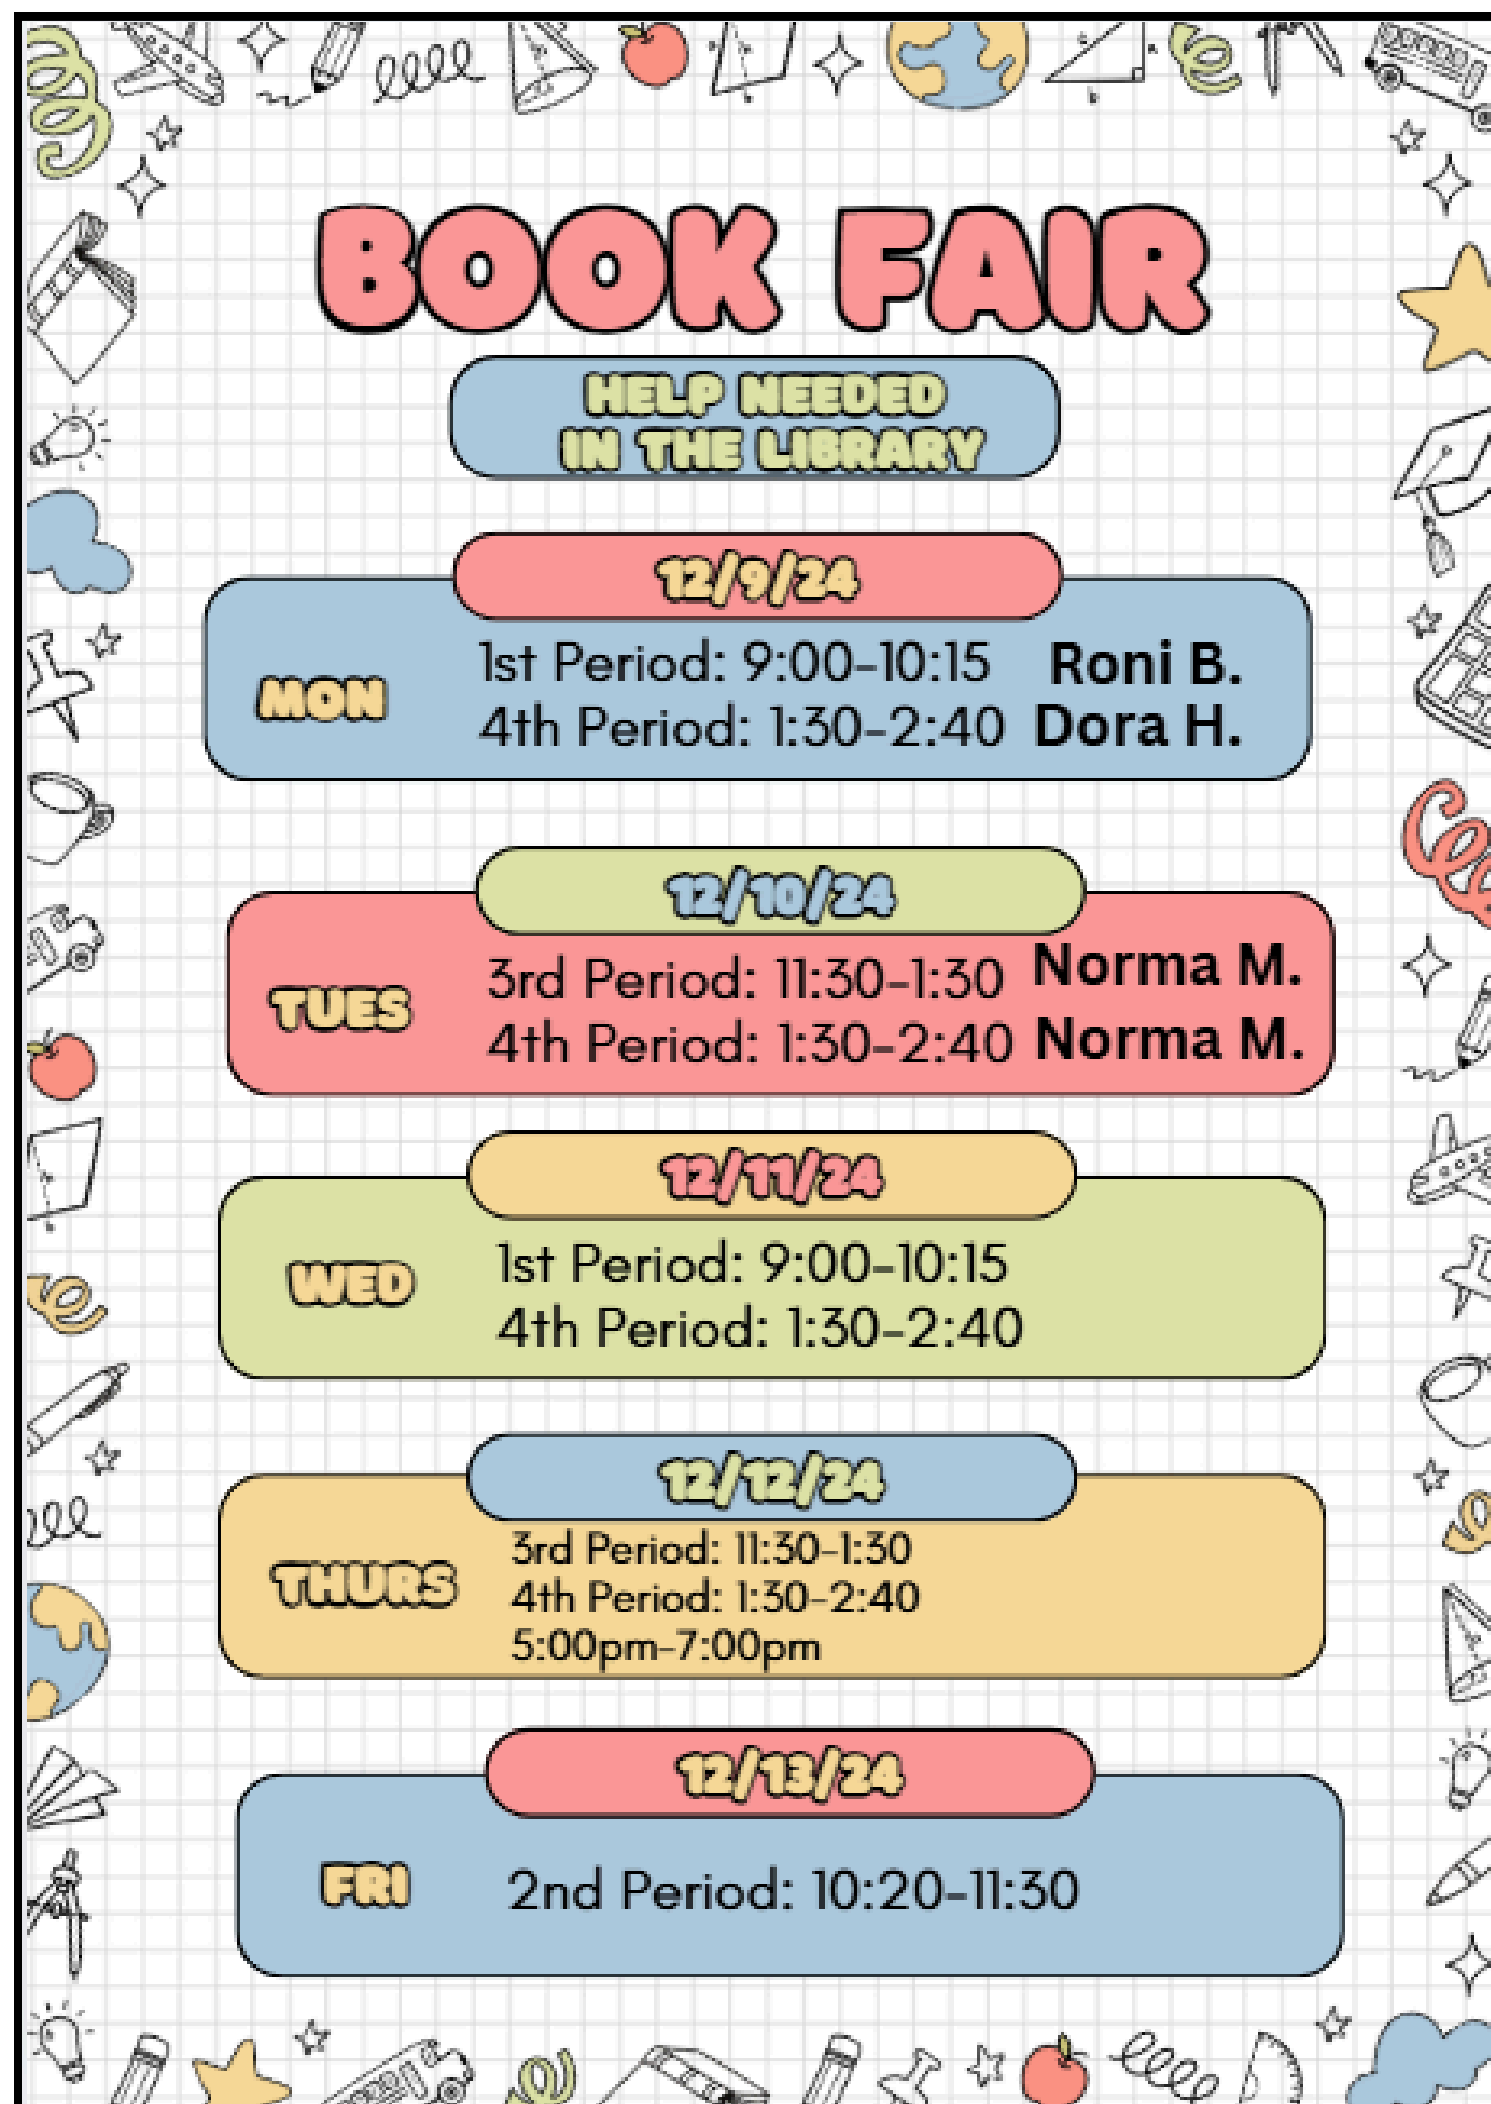 BOOK FAIR
HELP NEEDED
IN THE LIBRARY
12/9/24
MON
1st Period: 9:00-10:15 Roni B.
4th Period: 1:30-2:40 Dora H.
12/10/24
TUES
3rd Period: 11:30-1:30 Norma M.
4th Period: 1:30-2:40 Norma M.
12/11/24
WED
1st Period: 9:00-10:15
4th Period: 1:30-2:40
12/12/24
THURS
3rd Period: 11:30-1:30
4th Period: 1:30-2:40
5:00pm-7:00pm
12/13/24
FRI
2nd Period: 10:20-11:30